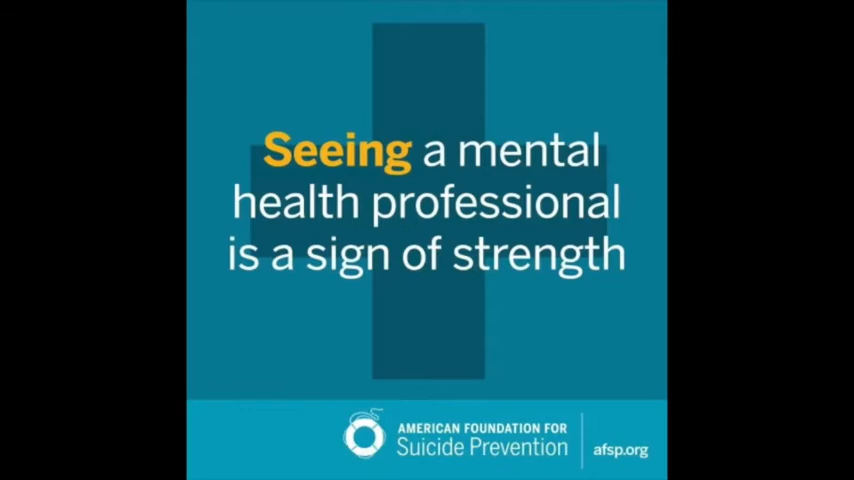 Seeing a mental
health professional
is a sign of strength
AMERICAN FOUNDATION FOR
Suicide Prevention
afsp.org